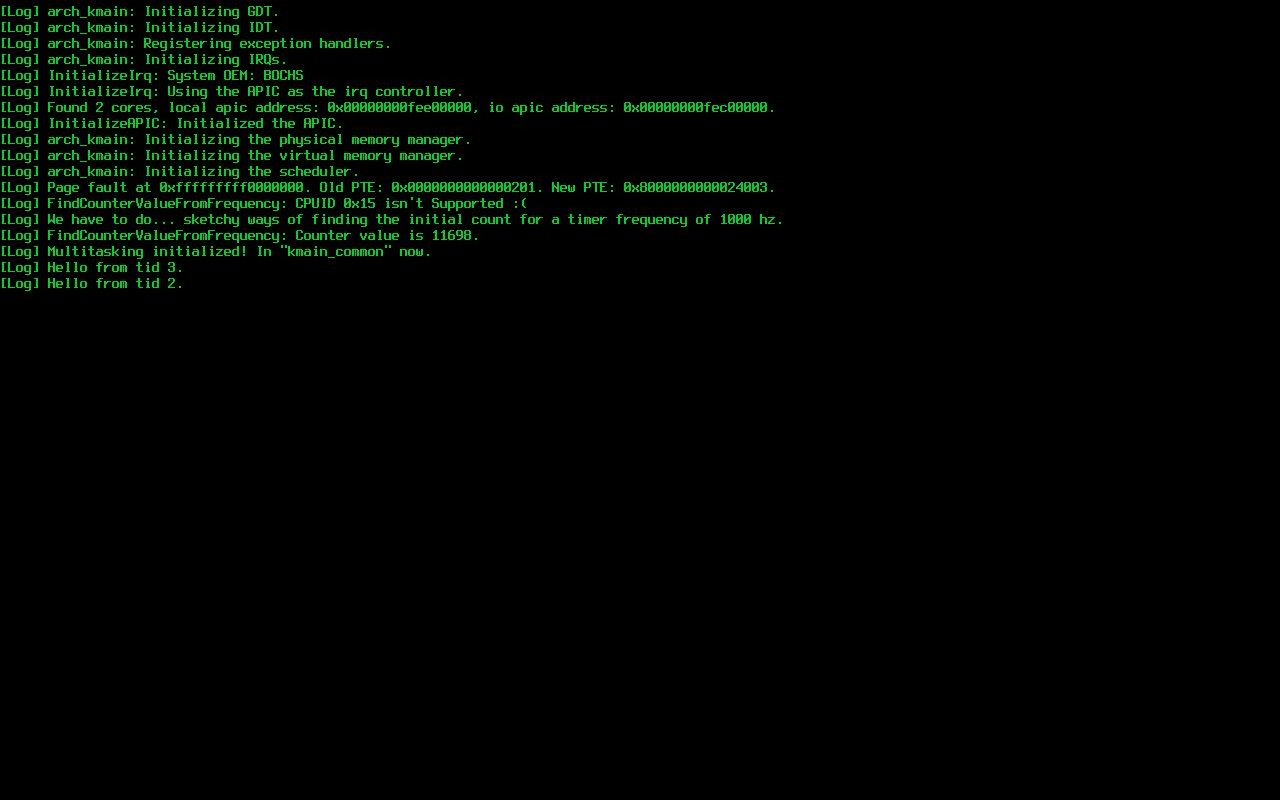 [Log] arch_kmain: Initializing GDT.
[Log] arch_kmain: Initializing IDT.
[Log] arch_kmain: Registering exception handlers.
[Log] arch_kmain: Initializing IRQs.
[Log] InitializeIrq: System OEM: BOCHS
[Log] InitializeIrq: Using the APIC as the irq controller.
[Log] Found 2 cores, local apic address: 0x00000000fee00000, io apic address: 0x00000000fec00000.
[Log] InitializeAPIC: Initialized the APIC.
[Log] arch_kmain: Initializing the physical memory manager.
[Log] arch_kmain: Initializing the virtual memory manager.
[Log] arch_kmain: Initializing the scheduler.
[Log] Page fault at 0xfffffffff0000000. Old PTE: 0x0000000000000201. New PTE: 0x8000000000024003.
[Log] FindCounterValueFromFrequency: CPUID 0x15 isn't Supported :(
[Log] We have to do... sketchy ways of finding the initial count for a timer frequency of 1000 hz.
[Log] FindCounterValueFromFrequency: Counter value is 11698.
[Log] Multitasking initialized! In "kmain_common" now.
[Log] Hello from tid 3.
[Log] Hello from tid 2.